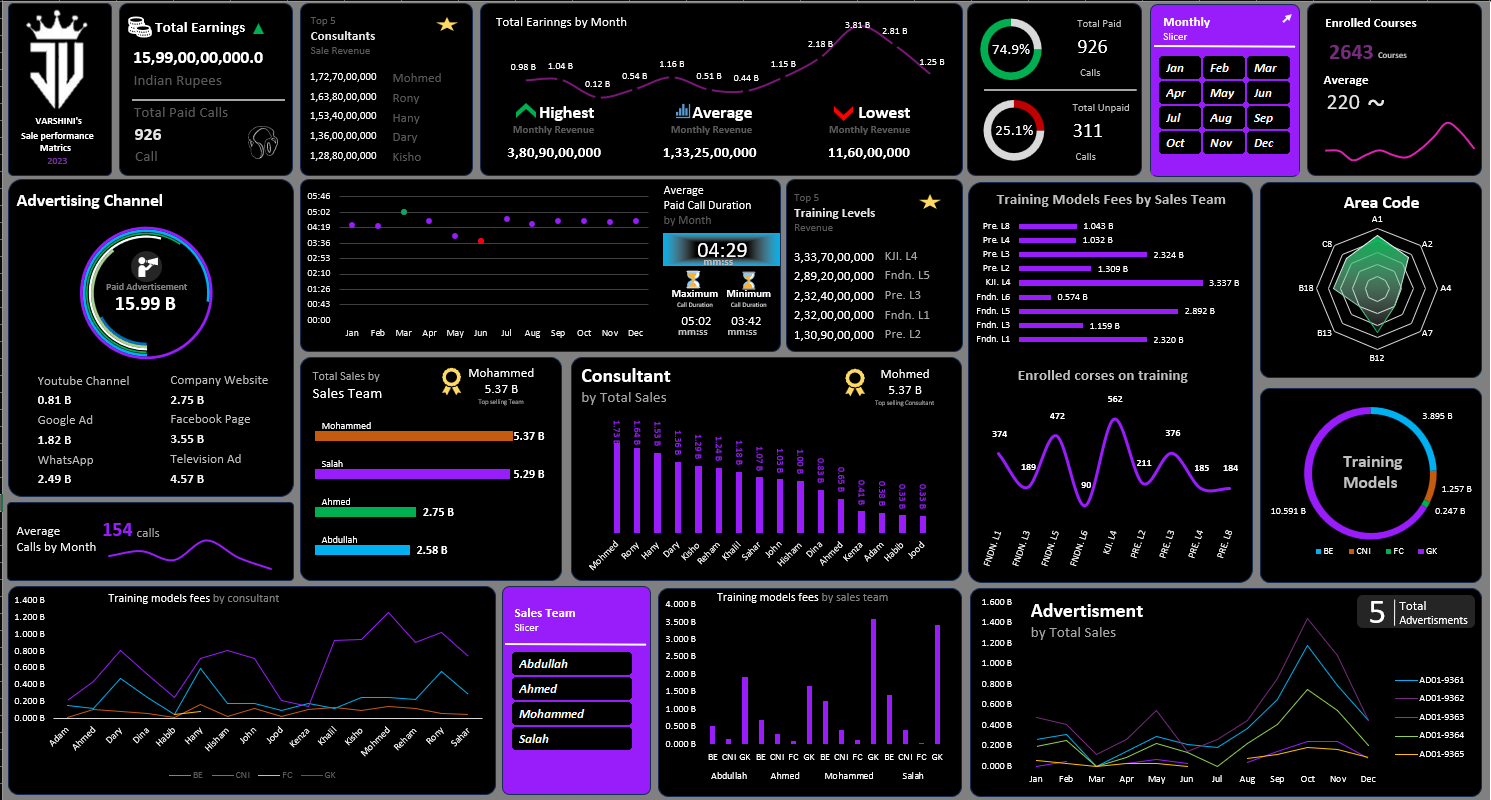 JV
VARSHINI'S
Sale performance
Matrics
2023
Total Earnings
15,99,00,00,000.0
Indian Rupees
Total Paid Calls
926
Call
Top 5
Consultants
Sale Revenue
1,72,70,00,000 Mohmed
1,63,80,00,000 Rony
1,53,40,00,000 Hany
1,36,00,00,000 Dary
1,28,80,00,000 Kisho
Total Earinngs by Month
0.98 B 1.04 B 0.12 B 0.54 B 1.16 B 0.51 B 0.44 B 1.15 B 2.18 B 3.81 B 2.81 B 1.25 B
Highest
Monthly Revenue
3,80,90,00,000
Average
Monthly Revenue
1,33,25,00,000
Lowest
Monthly Revenue
11,60,00,000
74.9%
Total Paid
926
Calls
25.1%
Total Unpaid
311
Calls
Monthly
Slicer
Jan Feb Mar
Apr May Jun
Jul Aug Sep
Oct Nov Dec
Enrolled Courses
2643 Courses
Average
220 ~
Advertising Channel
Paid Advertisement
15.99 B
Youtube Channel Company Website
0.81 B 2.75 B
Google Ad Facebook Page
1.82 B 3.55 B
WhatsApp Television Ad
2.49 B 4.57 B
05:46
05:02
04:19
03:36
02:53
02:10
01:26
00:43
00:00
Jan Feb Mar Apr May Jun Jul Aug Sep Oct Nov Dec
Average
Paid Call Duration
by Month
04:29
mm:ss
Maximum Minimum
Call Duration Call Duration
05:02 03:42
mm:ss mm:ss
Top 5
Training Levels
Revenue
3,33,70,00,000 KJI. L4
2,89,20,00,000 Fndn. L5
2,32,40,00,000 Pre. L3
2,32,00,00,000 Fndn. L1
1,30,90,00,000 Pre. L2
Training Models Fees by Sales Team
Pre. L8 1.043 B
Pre. L4 1.032 B
Pre. L3 2.324 B
Pre. L2 1.309 B
KJI. L4 3.337 B
Fndn. L6 0.574 B
Fndn. L5 2.892 B
Fndn. L3 1.159 B
Fndn. L1 2.320 B
Enrolled corses on training
374 189 472 90 562 211 376 185 184
FNDN. L1 FNDN. L3 FNDN. L5 FNDN. L6 KJI. L4 PRE. L2 PRE. L3 PRE. L4 PRE. L8
Area Code
A1
A2
A4
A7
B12
B13
B18
C8
Total Sales by
Sales Team
Mohammed
5.37 B
Top selling Team
Mohammed
5.37 B
Salah
5.29 B
Ahmed
2.75 B
Abdullah
2.58 B
Consultant
by Total Sales
Mohmed
5.37 B
Top selling Consultant
1.73 B 1.64 B 1.53 B 1.36 B 1.29 B 1.24 B 1.18 B 1.07 B 1.03 B 1.00 B 0.83 B 0.65 B 0.41 B 0.38 B 0.33 B 0.33 B
Mohmed Rony Hany Dary Kisho Reham Khalil Sahar John Hisham Dina Ahmed Kenza Adam Habib Jood
Training
Models
3.895 B
1.257 B
0.247 B
10.591 B
BE CNI FC GK
Average
Calls by Month
154 calls
Training models fees by consultant
1.400 B
1.200 B
1.000 B
0.800 B
0.600 B
0.400 B
0.200 B
0.000 B
Adam Ahmed Dary Dina Habib Hany Hisham John Jood Kenza Khalil Kisho Mohmed Reham Rony Sahar
BE CNI FC GK
Sales Team
Slicer
Abdullah
Ahmed
Mohammed
Salah
Training models fees by sales team
4.000 B
3.500 B
3.000 B
2.500 B
2.000 B
1.500 B
1.000 B
0.500 B
0.000 B
BE CNI GK BE CNI FC GK BE CNI FC GK BE CNI FC GK
Abdullah Ahmed Mohammed Salah
Advertisment
by Total Sales
5 Total
Advertisments
1.600 B
1.400 B
1.200 B
1.000 B
0.800 B
0.600 B
0.400 B
0.200 B
0.000 B
Jan Feb Mar Apr May Jun Jul Aug Sep Oct Nov Dec
AD01-9361
AD01-9362
AD01-9363
AD01-9364
AD01-9365